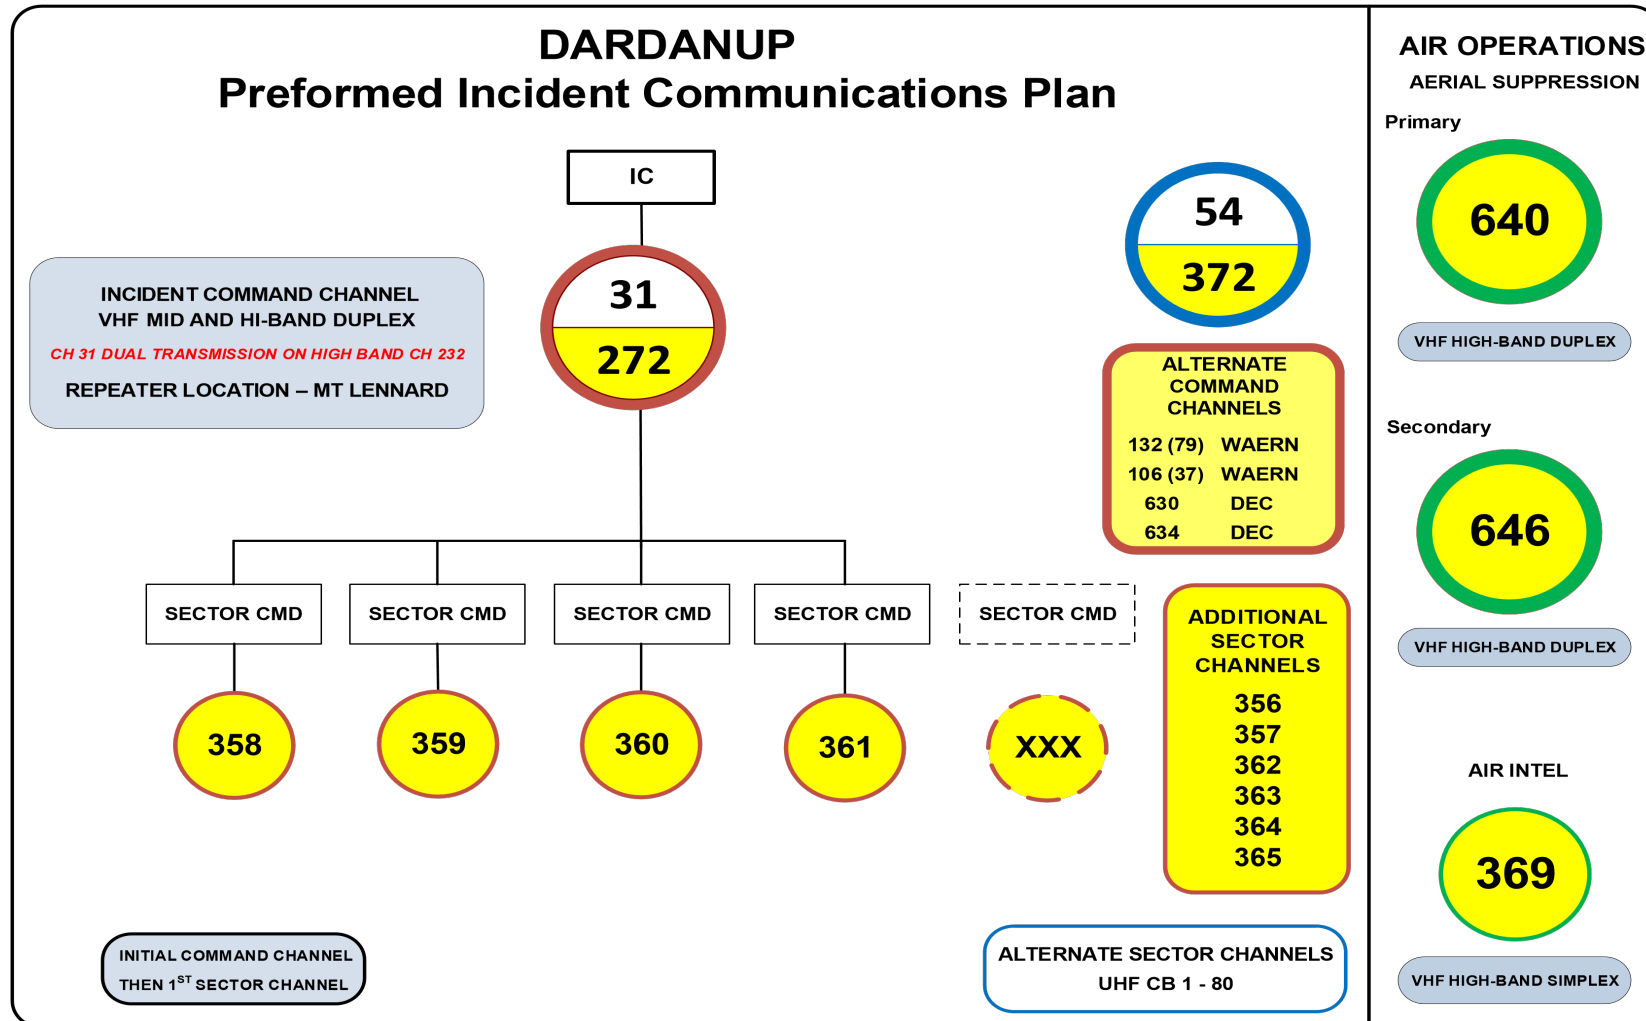 DARDANUP
Preformed Incident Communications Plan
IC
31
272
INCIDENT COMMAND CHANNEL
VHF MID AND HI-BAND DUPLEX
CH 31 DUAL TRANSMISSION ON HIGH BAND CH 232
REPEATER LOCATION – MT LENNARD
54
372
ALTERNATE
COMMAND
CHANNELS
132 (79) WAERN
106 (37) WAERN
630 DEC
634 DEC
SECTOR CMD
SECTOR CMD
SECTOR CMD
SECTOR CMD
SECTOR CMD
358
359
360
361
XXX
ADDITIONAL
SECTOR
CHANNELS
356
357
362
363
364
365
INITIAL COMMAND CHANNEL
THEN 1ST SECTOR CHANNEL
ALTERNATE SECTOR CHANNELS
UHF CB 1 - 80
AIR OPERATIONS
AERIAL SUPPRESSION
Primary
640
VHF HIGH-BAND DUPLEX
Secondary
646
VHF HIGH-BAND DUPLEX
AIR INTEL
369
VHF HIGH-BAND SIMPLEX